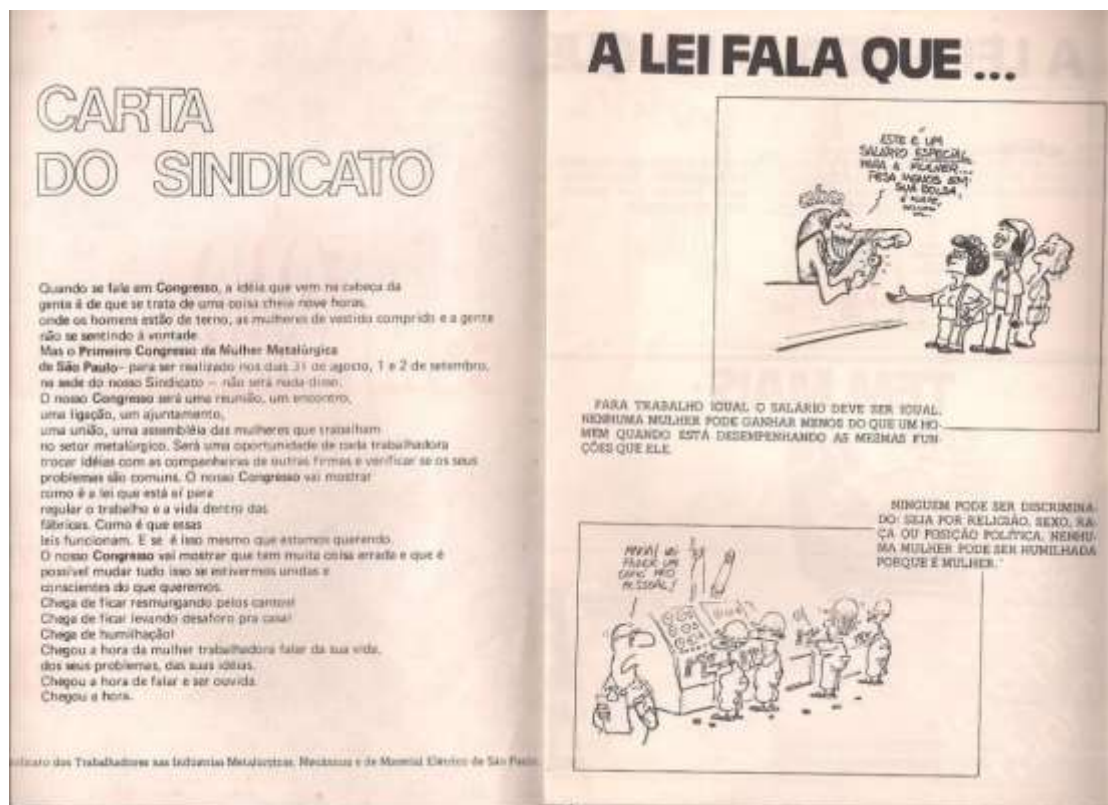 CARTA
DO SINDICATO
Quando se fala em Congresso, a idéia que vem na cabeça da
gente é de que se trata de uma coisa cheia nove horas,
onde os homens estão de terno, as mulheres de vestido comprido e a gente
não se sentindo à vontade.
Mas o Primeiro Congresso da Mulher Metalúrgica
de São Paulo- para ser realizado nos dias 31 de agosto, 1 e 2 de setembro,
na sede do nosso Sindicato — não será nada disso.
O nosso Congresso será uma reunião, um encontro,
uma ligação, um ajuntamento,
uma união, uma assembléia das mulheres que trabalham
no setor metalúrgico. Será uma oportunidade de cada trabalhadora
trocar idéias com as companheiras de outras firmas e verificar se os seus
problemas são comuns. O nosso Congresso vai mostrar
como é a lei que está aí para
regular o trabalho e a vida dentro das
fábricas. Como é que essas
leis funcionam. E se é isso mesmo que estamos querendo.
O nosso Congresso vai mostrar que tem muita coisa errada e que é
possível mudar tudo isso se estivermos unidas e
conscientes do que queremos.
Chega de ficar resmungando pelos cantos!
Chega de ficar levando desaforo pra casa!
Chega de humilhação!
Chegou a hora da mulher trabalhadora falar da sua vida,
dos seus problemas, das suas idéias.
Chegou a hora de falar e ser ouvida.
Chegou a hora.
dos Trabalhadores nas Indústrias Metalúrgicas, Mecânicas e de Material Elétrico de São Paulo
A LEI FALA QUE ...
ESTE É UM
SALÁRIO ESPECIAL
PARA A MULHER...
PESA MENOS EM
SUA BOLSA,
PARA TRABALHO IGUAL O SALÁRIO DEVE SER IGUAL.
NENHUMA MULHER PODE GANHAR MENOS DO QUE UM HO-
MEM QUANDO ESTÁ DESEMPENHANDO AS MESMAS FUN-
ÇÕES QUE ELE.
NINGUEM PODE SER DISCRIMINA-
DO: SEJA POR RELIGIÃO, SEXO, RA-
ÇA OU POSIÇÃO POLÍTICA. NENHU-
MA MULHER PODE SER HUMILHADA
PORQUE É MULHER.
MARIA! VAI
FAZER UM
CAFÉ PRO
PESSOAL!